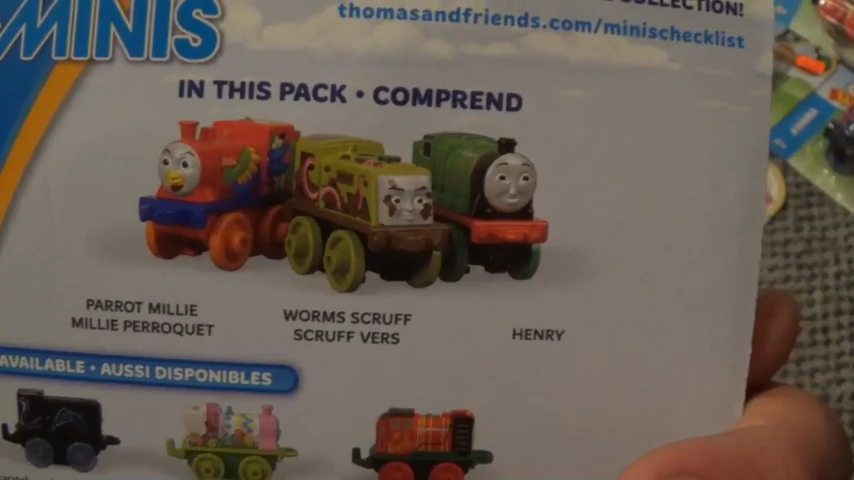 MINIS
COLLECTION!
thomasandfriends.com/minischecklist
IN THIS PACK • COMPREND
PARROT MILLIE
MILLIE PERROQUET
WORMS SCRUFF
SCRUFF VERS
HENRY
AVAILABLE • AUSSI DISPONIBLES